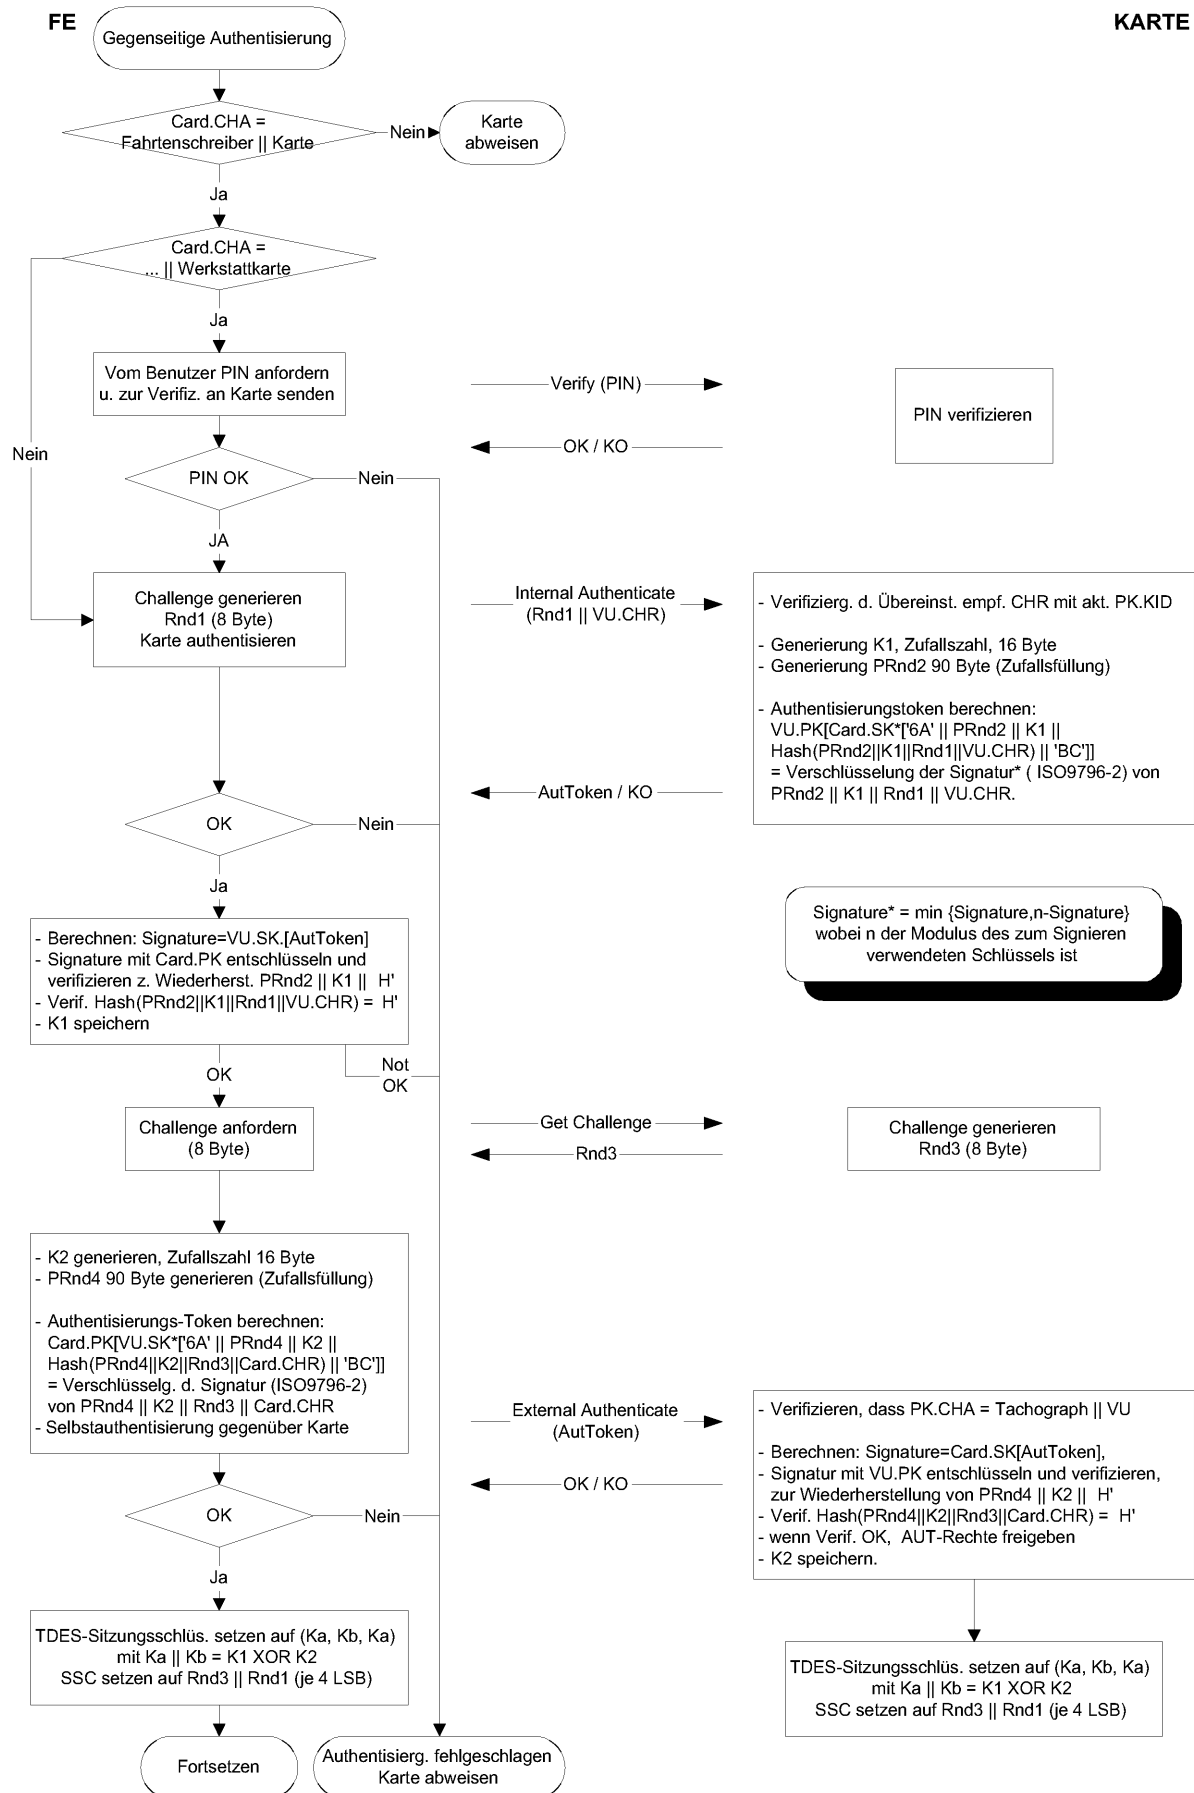 FE
KARTE
Gegenseitige Authentisierung
Card.CHA =
Fahrtenschreiber || Karte
Nein
Karte
abweisen
Ja
Card.CHA =
... || Werkstattkarte
Ja
Vom Benutzer PIN anfordern
u. zur Verifiz. an Karte senden
Verify (PIN)
PIN verifizieren
OK / KO
Nein
PIN OK
Nein
JA
Challenge generieren
Rnd1 (8 Byte)
Karte authentisieren
Internal Authenticate
(Rnd1 || VU.CHR)
- Verifizierg. d. Übereinst. empf. CHR mit akt. PK.KID
- Generierung K1, Zufallszahl, 16 Byte
- Generierung PRnd2 90 Byte (Zufallsfüllung)
- Authentisierungstoken berechnen:
VU.PK[Card.SK*['6A' || PRnd2 || K1 ||
Hash(PRnd2||K1||Rnd1||VU.CHR) || 'BC']]
= Verschlüsselung der Signatur* ( ISO9796-2) von
PRnd2 || K1 || Rnd1 || VU.CHR.
AutToken / KO
OK
Nein
Ja
Signature* = min {Signature,n-Signature}
wobei n der Modulus des zum Signieren
verwendeten Schlüssels ist
- Berechnen: Signature=VU.SK.[AutToken]
- Signature mit Card.PK entschlüseln und
verifizieren z. Wiederherst. PRnd2 || K1 || H'
- Verif. Hash(PRnd2||K1||Rnd1||VU.CHR) = H'
- K1 speichern
OK
Not
OK
Challenge anfordern
(8 Byte)
Get Challenge
Rnd3
Challenge generieren
Rnd3 (8 Byte)
- K2 generieren, Zufallszahl 16 Byte
- PRnd4 90 Byte generieren (Zufallsfüllung)
- Authentisierungs-Token berechnen:
Card.PK[VU.SK*['6A' || PRnd4 || K2 ||
Hash(PRnd4||K2||Rnd3||Card.CHR) || 'BC']]
= Verschlüsselg. d. Signatur (ISO9796-2)
von PRnd4 || K2 || Rnd3 || Card.CHR
- Selbstauthentisierung gegenüber Karte
External Authenticate
(AutToken)
OK / KO
- Verifizieren, dass PK.CHA = Tachograph || VU
- Berechnen: Signature=Card.SK[AutToken],
- Signatur mit VU.PK entschlüseln und verifizieren,
zur Wiederherstellung von PRnd4 || K2 || H'
- Verif. Hash(PRnd4||K2||Rnd3||Card.CHR) = H'
- wenn Verif. OK, AUT-Rechte freigeben
- K2 speichern.
OK
Nein
Ja
TDES-Sitzungsschlüs. setzen auf (Ka, Kb, Ka)
mit Ka || Kb = K1 XOR K2
SSC setzen auf Rnd3 || Rnd1 (je 4 LSB)
TDES-Sitzungsschlüs. setzen auf (Ka, Kb, Ka)
mit Ka || Kb = K1 XOR K2
SSC setzen auf Rnd3 || Rnd1 (je 4 LSB)
Fortsetzen
Authentisierg. fehlgeschlagen
Karte abweisen